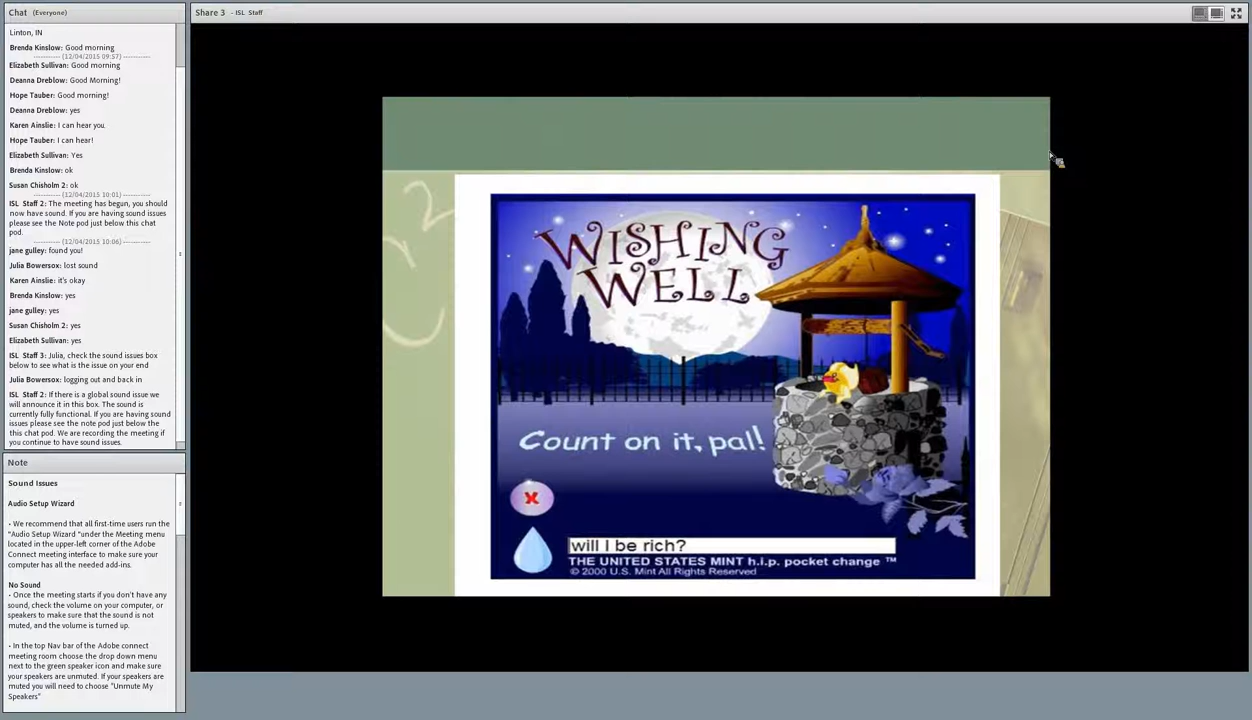 Chat (Everyone)
Linton, IN
Brenda Kinslow: Good morning
----------- (12/04/2015 09:57) -----------
Elizabeth Sullivan: Good morning
Deanna Dreblow: Good Morning!
Hope Tauber: Good morning!
Deanna Dreblow: yes
Karen Ainslie: I can hear you.
Hope Tauber: I can hear!
Elizabeth Sullivan: Yes
Brenda Kinslow: ok
Susan Chisholm 2: ok
----------- (12/04/2015 10:01) -----------
ISL Staff 2: The meeting has begun, you should
now have sound. If you are having sound issues
please see the Note pod just below this chat
pod.
----------- (12/04/2015 10:06) -----------
jane gulley: found you!
Julia Bowersox: lost sound
Karen Ainslie: it's okay
Brenda Kinslow: yes
jane gulley: yes
Susan Chisholm 2: yes
Elizabeth Sullivan: yes
ISL Staff 3: Julia, check the sound issues box
below to see what is the issue on your end
Julia Bowersox: logging out and back in
ISL Staff 2: If there is a global sound issue we
will announce it in this box. The sound is
currently fully functional. If you are having sound
issues please see the note pod just below the
this chat pod. We are recording the meeting if
you continue to have sound issues.
Note
Sound Issues
Audio Setup Wizard
• We recommend that all first-time users run the
"Audio Setup Wizard "under the Meeting menu
located in the upper-left corner of the Adobe
Connect meeting interface to make sure your
computer has all the needed add-ins.
No Sound
• Once the meeting starts if you don't have any
sound, check the volume on your computer, or
speakers to make sure that the sound is not
muted, and the volume is turned up.
• In the top Nav bar of the Adobe connect
meeting room choose the drop down menu
next to the green speaker icon and make sure
your speakers are unmuted. If your speakers are
muted you will need to choose "Unmute My
Speakers"
Share 3 - ISL Staff
WISHING
WELL
Count on it, pal!
X
will I be rich?
THE UNITED STATES MINT h.i.p. pocket change ™
© 2000 U.S. Mint All Rights Reserved